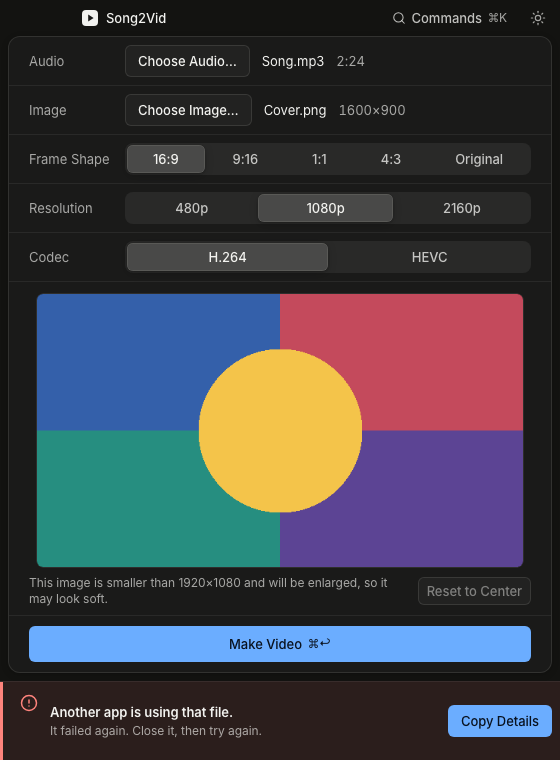 Song2Vid
Commands ⌘K
Audio Choose Audio... Song.mp3 2:24
Image Choose Image... Cover.png 1600×900
Frame Shape 16:9 9:16 1:1 4:3 Original
Resolution 480p 1080p 2160p
Codec H.264 HEVC
This image is smaller than 1920×1080 and will be enlarged, so it
may look soft.
Reset to Center
Make Video ⌘↩
Another app is using that file.
It failed again. Close it, then try again.
Copy Details